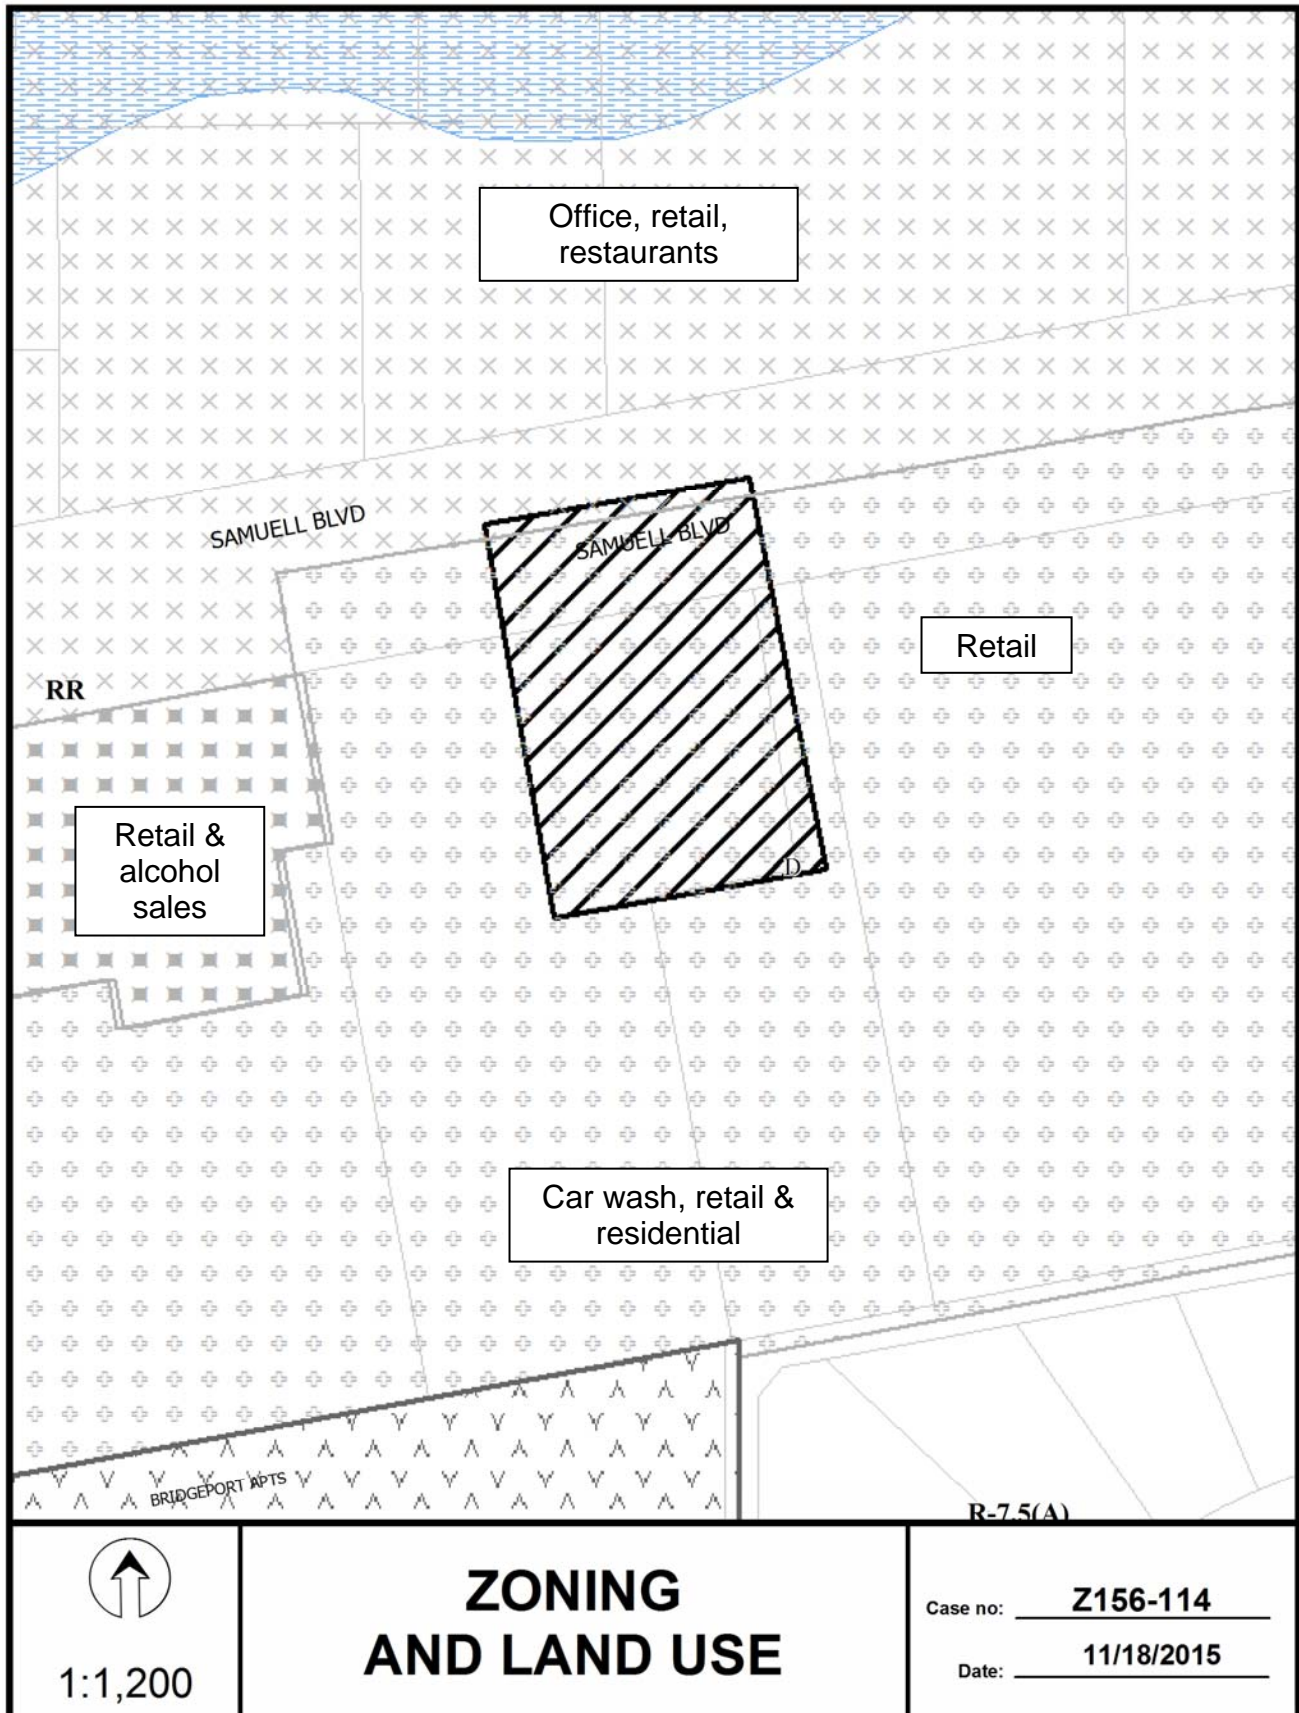 Office, retail,
restaurants
SAMUELL BLVD
SAMUELL BLVD
Retail
RR
Retail &
alcohol
sales
D
Car wash, retail &
residential
BRIDGEPORT APTS
R-7.5(A)
1:1,200
ZONING
AND LAND USE
Case no: Z156-114
Date: 11/18/2015